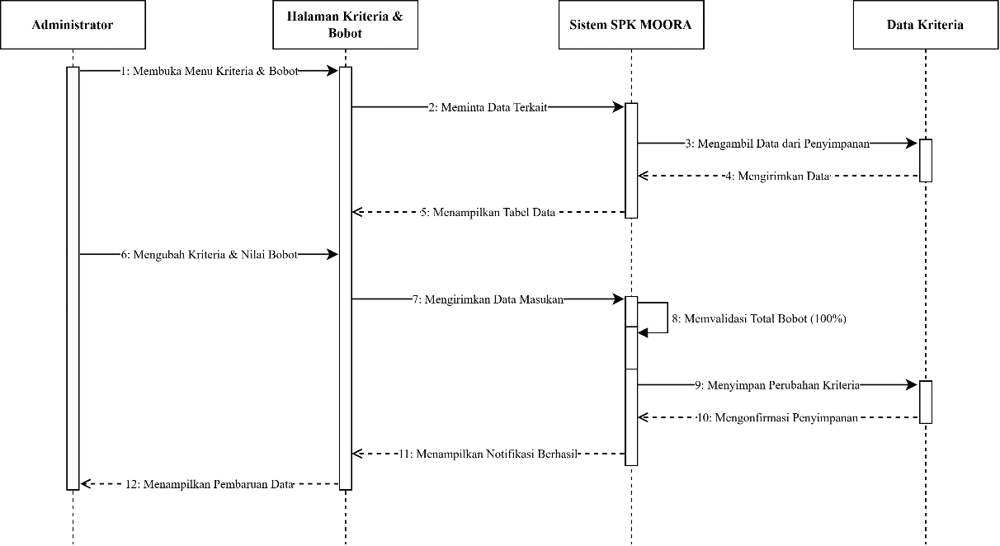 Administrator
Halaman Kriteria &
Bobot
Sistem SPK MOORA
Data Kriteria
1: Membuka Menu Kriteria & Bobot
2: Meminta Data Terkait
3: Mengambil Data dari Penyimpanan
4: Mengirimkan Data
5: Menampilkan Tabel Data
6: Mengubah Kriteria & Nilai Bobot
7: Mengirimkan Data Masukan
8: Memvalidasi Total Bobot (100%)
9: Menyimpan Perubahan Kriteria
10: Mengonfirmasi Penyimpanan
11: Menampilkan Notifikasi Berhasil
12: Menampilkan Pembaruan Data